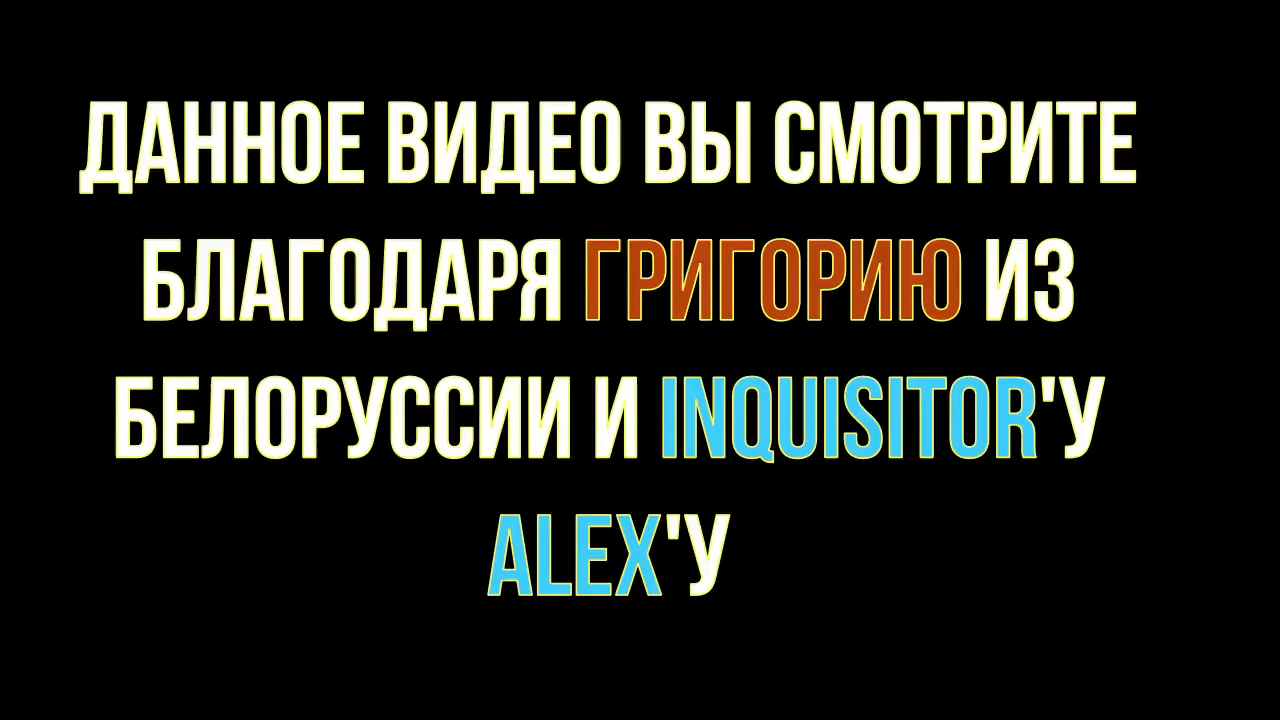 ДАННОЕ ВИДЕО ВЫ СМОТРИТЕ
БЛАГОДАРЯ ГРИГОРИЮ ИЗ
БЕЛОРУССИИ И INQUISITOR'У
ALEX'У